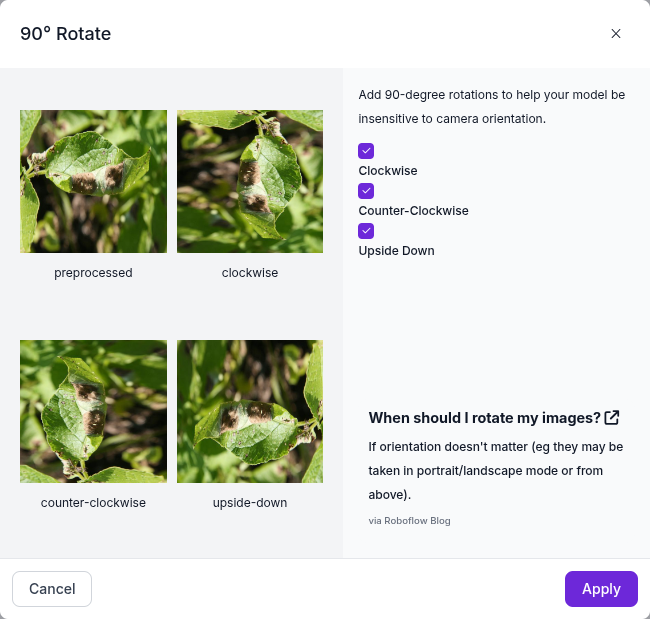 90° Rotate
preprocessed
clockwise
counter-clockwise
upside-down
Add 90-degree rotations to help your model be
insensitive to camera orientation.
Clockwise
Counter-Clockwise
Upside Down
When should I rotate my images?
If orientation doesn't matter (eg they may be
taken in portrait/landscape mode or from
above).
via Roboflow Blog
Cancel
Apply